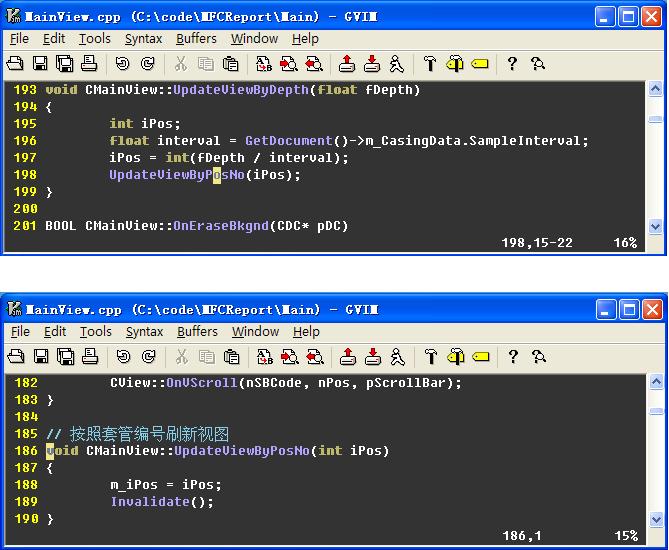 MainView.cpp (C:\code\MFCReport\Main) - GVIM
File Edit Tools Syntax Buffers Window Help
193 void CMainView::UpdateViewByDepth(float fDepth)
194 {
195 int iPos;
196 float interval = GetDocument()->m_CasingData.SampleInterval;
197 iPos = int(fDepth / interval);
198 UpdateViewByPosNo(iPos);
199 }
200
201 BOOL CMainView::OnEraseBkgnd(CDC* pDC)
198,15-22 16%
MainView.cpp (C:\code\MFCReport\Main) - GVIM
File Edit Tools Syntax Buffers Window Help
182 CView::OnVScroll(nSBCode, nPos, pScrollBar);
183 }
184
185 // 按照套管编号刷新视图
186 void CMainView::UpdateViewByPosNo(int iPos)
187 {
188 m_iPos = iPos;
189 Invalidate();
190 }
186,1 15%